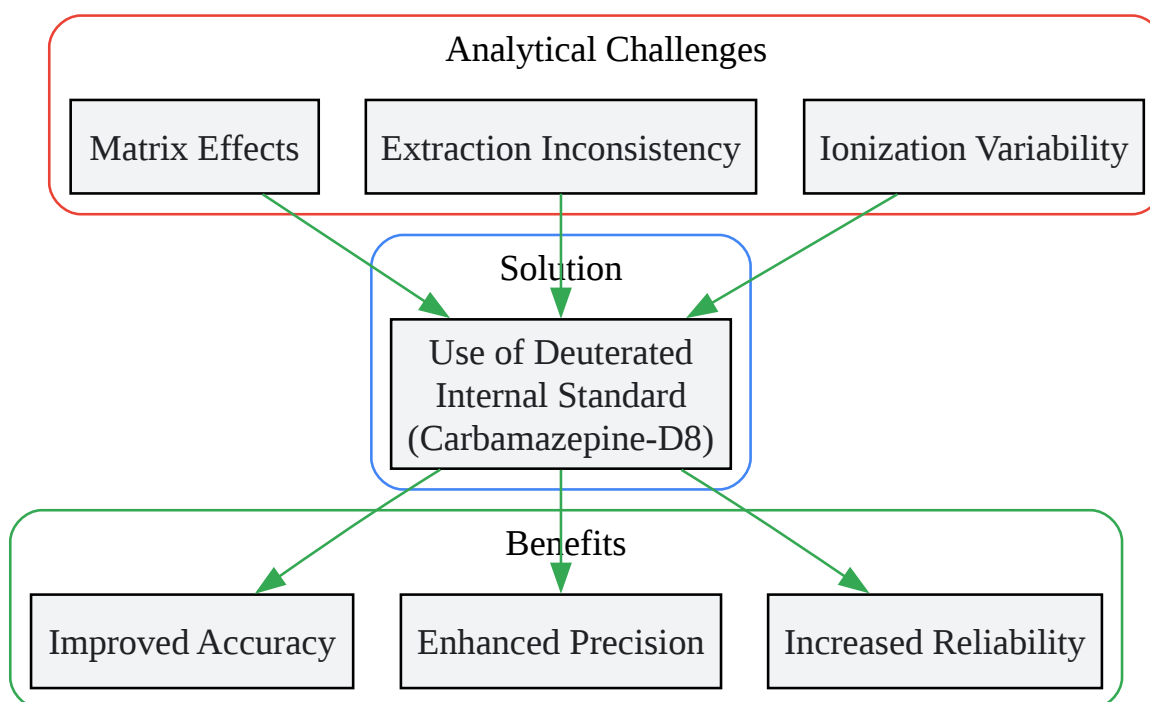 Analytical Challenges
Matrix Effects
Extraction Inconsistency
Ionization Variability
Solution
Use of Deuterated
Internal Standard
(Carbamazepine-D8)
Benefits
Improved Accuracy
Enhanced Precision
Increased Reliability